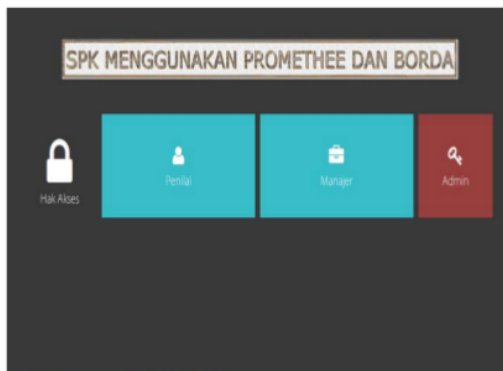 SPK MENGGUNAKAN PROMETHEE DAN BORDA
Hak Akses
Penilai
Manajer
Admin